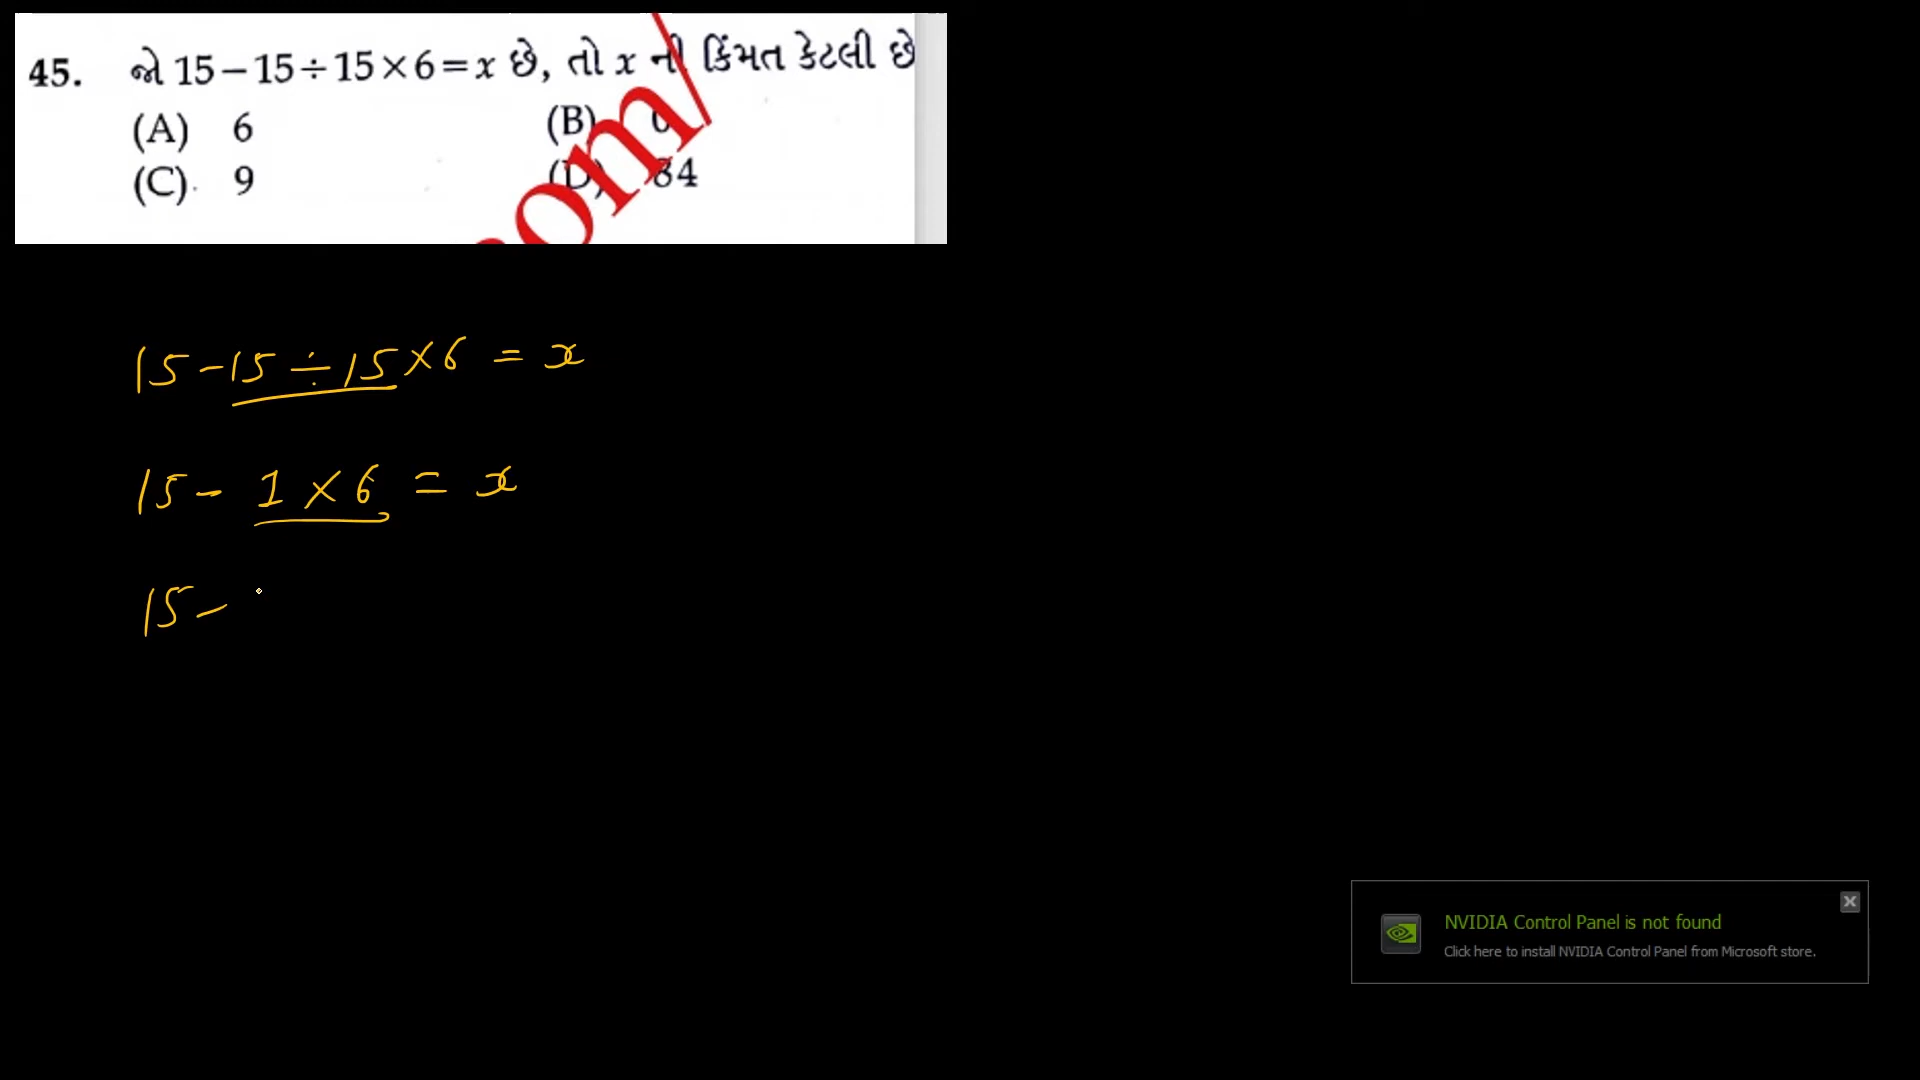 45. જો 15−15÷15×6=x છે, તો x ની કિંમત કેટલી છે
(A) 6 (B) 0
(C) 9 (D) 84
om/
15−15÷15×6 = x
15− 1×6 = x
15−
NVIDIA Control Panel is not found
Click here to install NVIDIA Control Panel from Microsoft store.